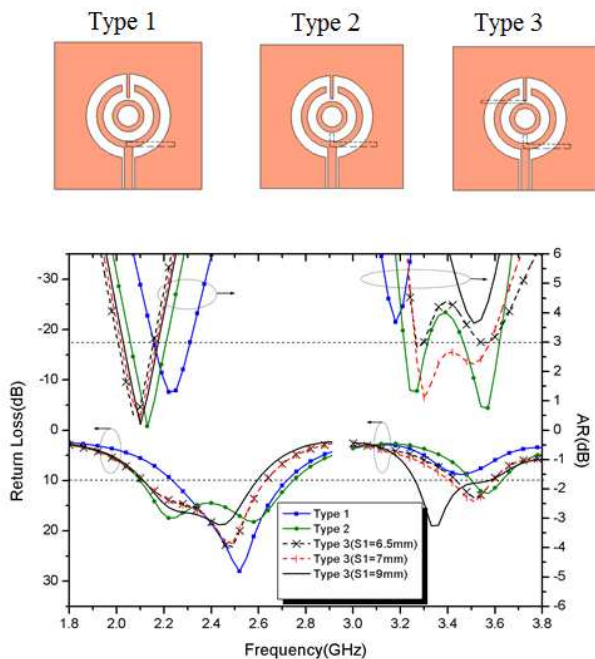 Type 1 Type 2 Type 3
-30
-20
-10
0
10
20
30
Return Loss(dB)
6
5
4
3
2
1
0
-1
-2
-3
-4
-5
-6
AR(dB)
Type 1
Type 2
Type 3(S1=6.5mm)
Type 3(S1=7mm)
Type 3(S1=9mm)
1.8 2.0 2.2 2.4 2.6 2.8 3.0 3.2 3.4 3.6 3.8
Frequency(GHz)